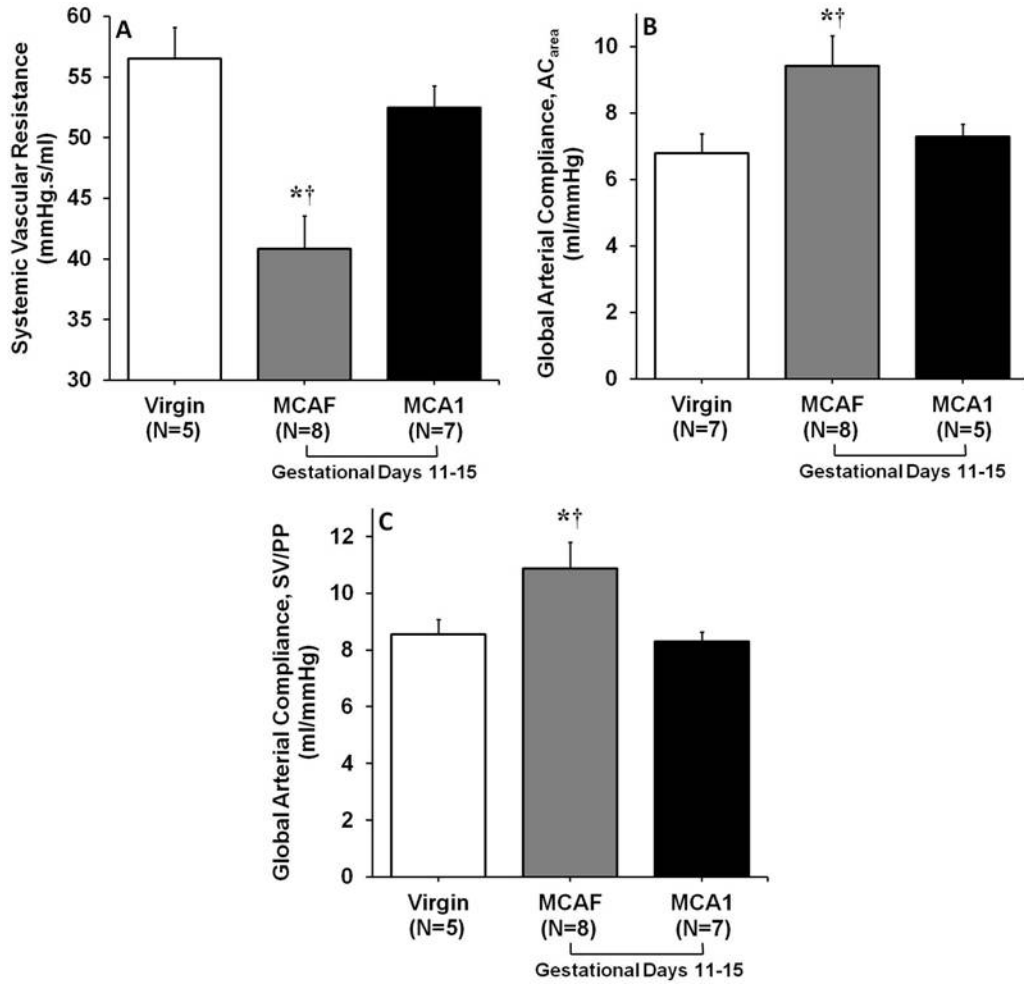 A
Systemic Vascular Resistance
(mmHg.s/ml)
60
55
50
45
40
35
30
*†
Virgin
(N=5)
MCAF
(N=8)
MCA1
(N=7)
Gestational Days 11-15
B
Global Arterial Compliance, ACarea
(ml/mmHg)
10
8
6
4
2
0
*†
Virgin
(N=7)
MCAF
(N=8)
MCA1
(N=5)
Gestational Days 11-15
C
Global Arterial Compliance, SV/PP
(ml/mmHg)
12
10
8
6
4
2
0
*†
Virgin
(N=5)
MCAF
(N=8)
MCA1
(N=7)
Gestational Days 11-15